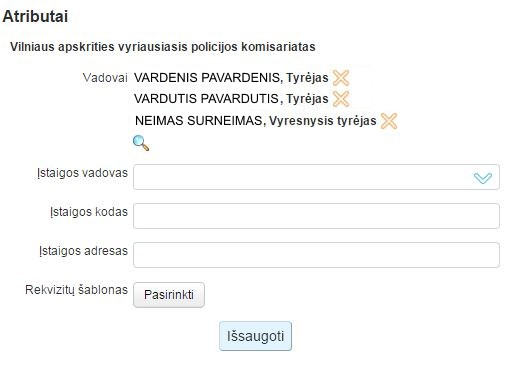 Atributai
Vilniaus apskrities vyriausiasis policijos komisariatas
Vadovai VARDENIS PAVARDENIS, Tyrėjas
VARDUTIS PAVARDUTIS, Tyrėjas
NEIMAS SURNEIMAS, Vyresnysis tyrėjas
Įstaigos vadovas
Įstaigos kodas
Įstaigos adresas
Rekvizitų šablonas Pasirinkti
Išsaugoti